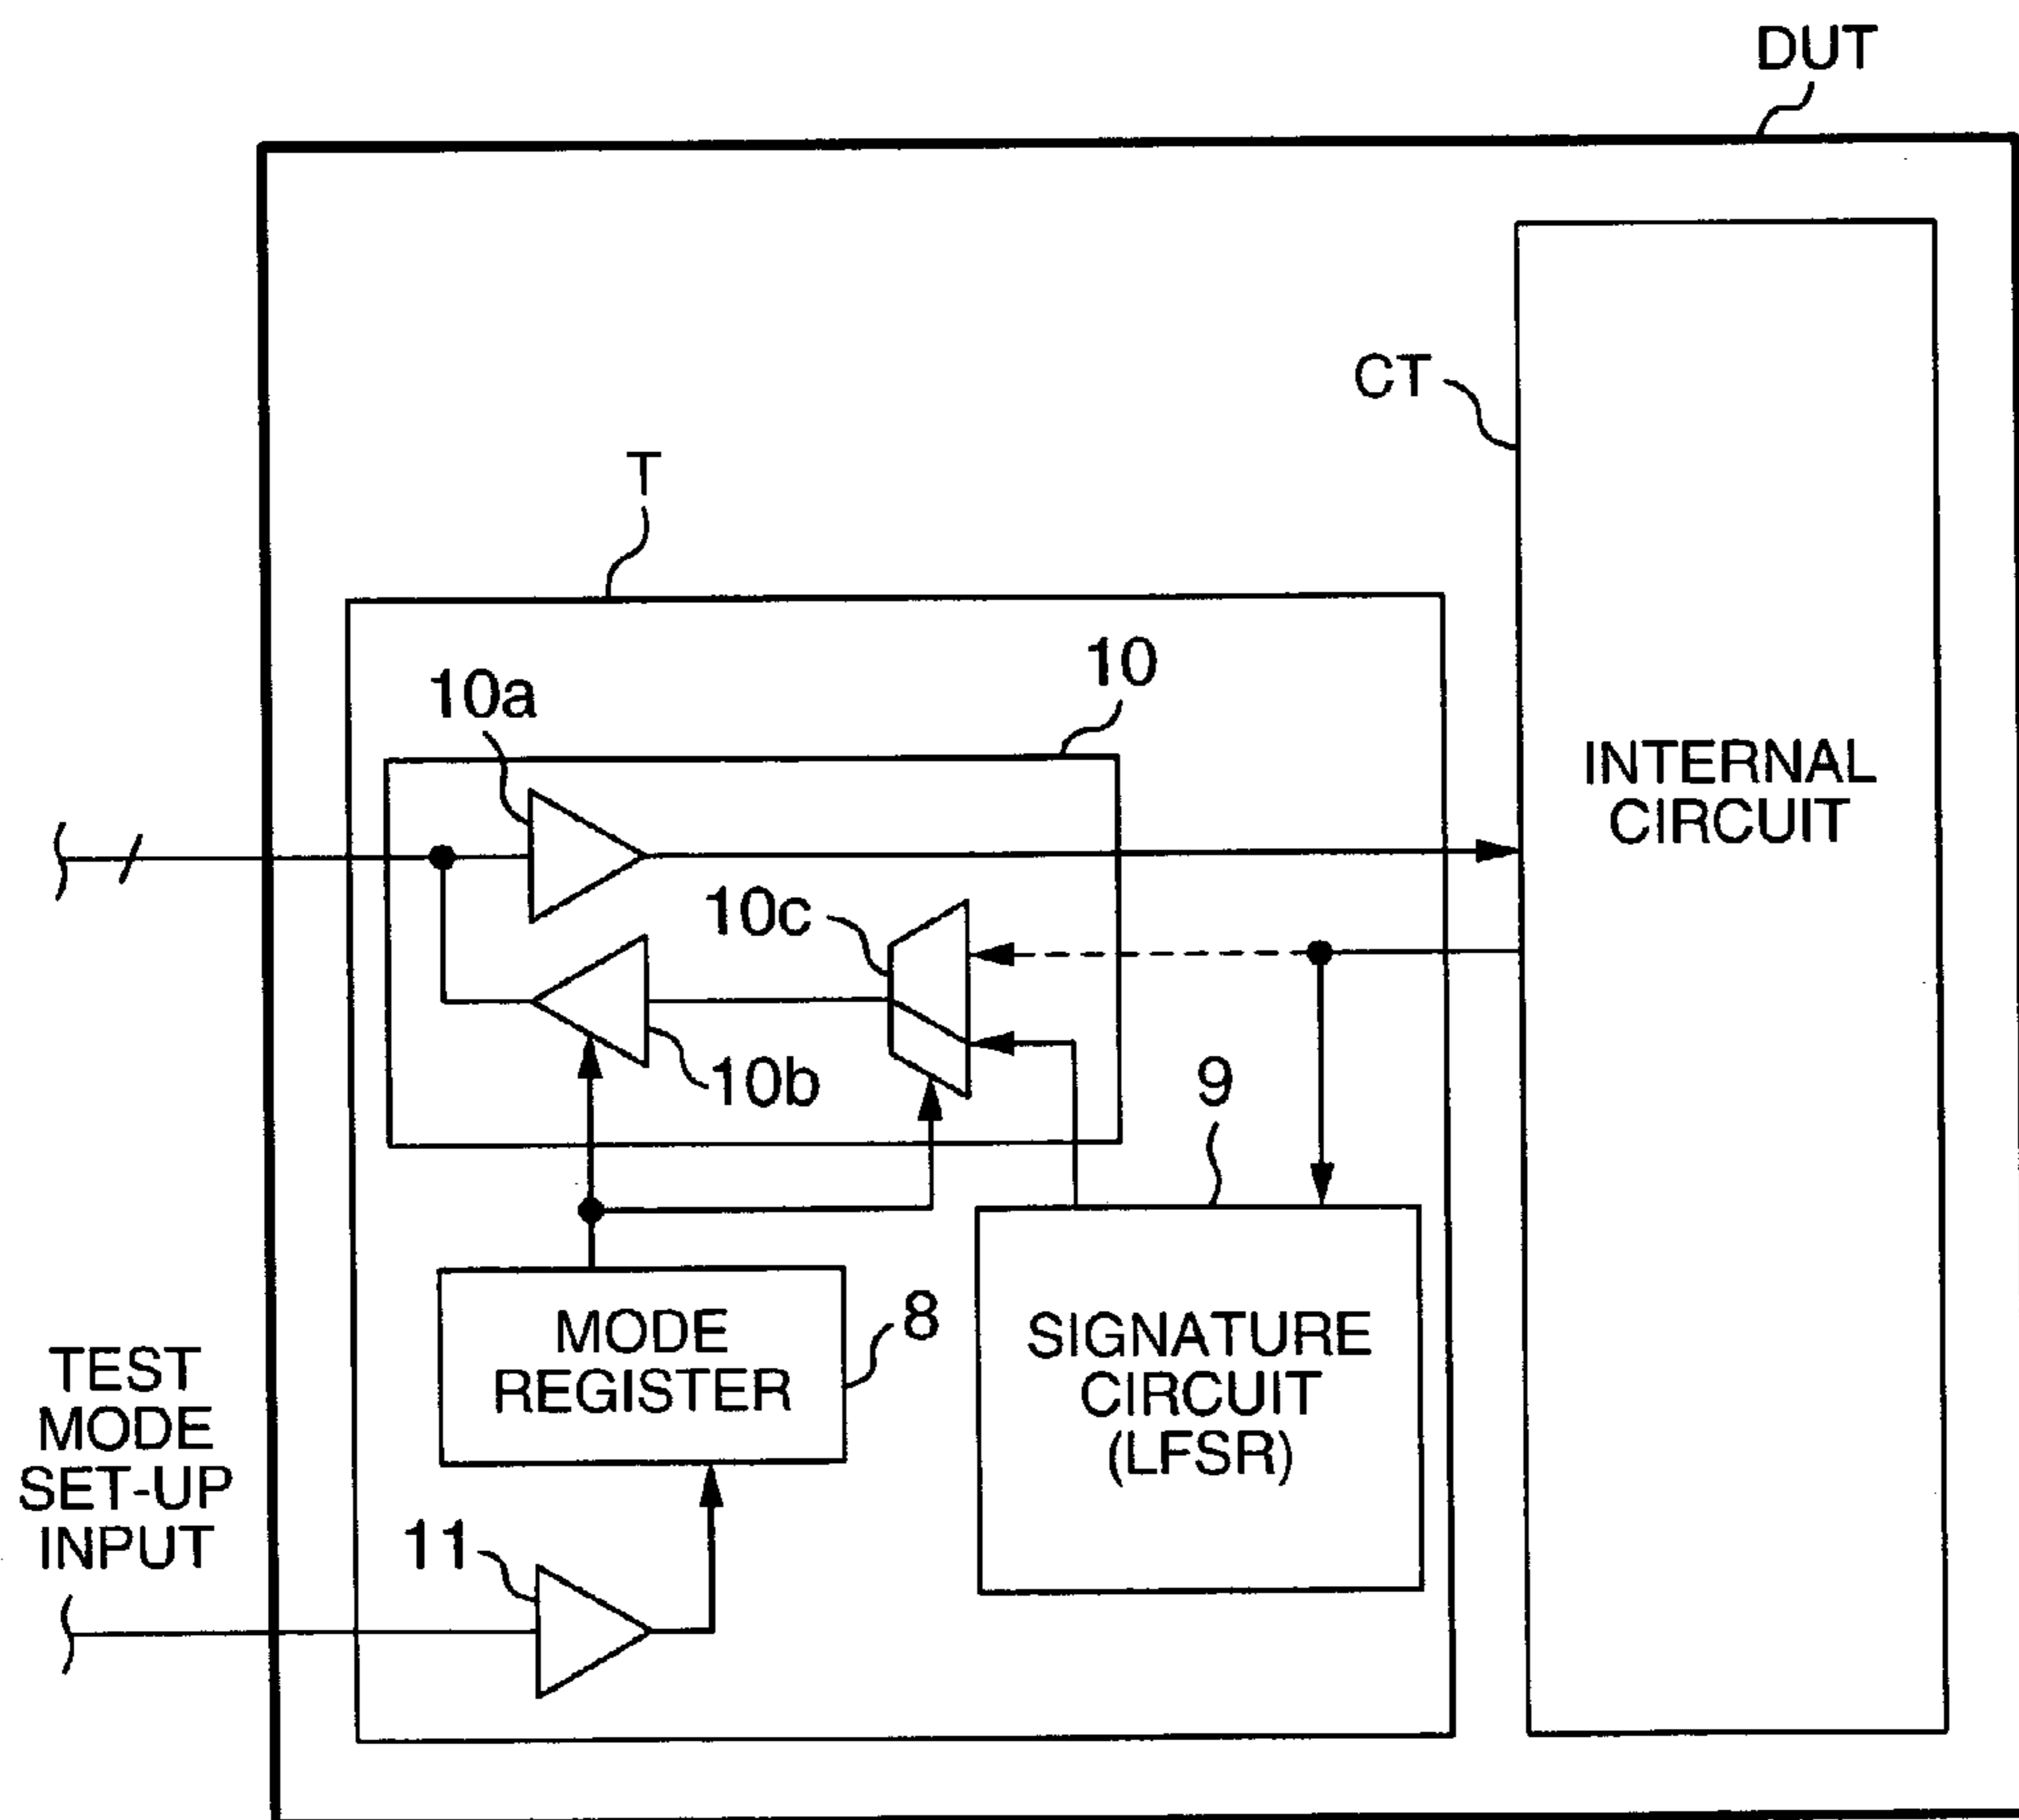 DUT
CT
T
10
10a
INTERNAL
CIRCUIT
10c
10b
9
MODE
REGISTER
8
SIGNATURE
CIRCUIT
(LFSR)
TEST
MODE
SET-UP
INPUT
11